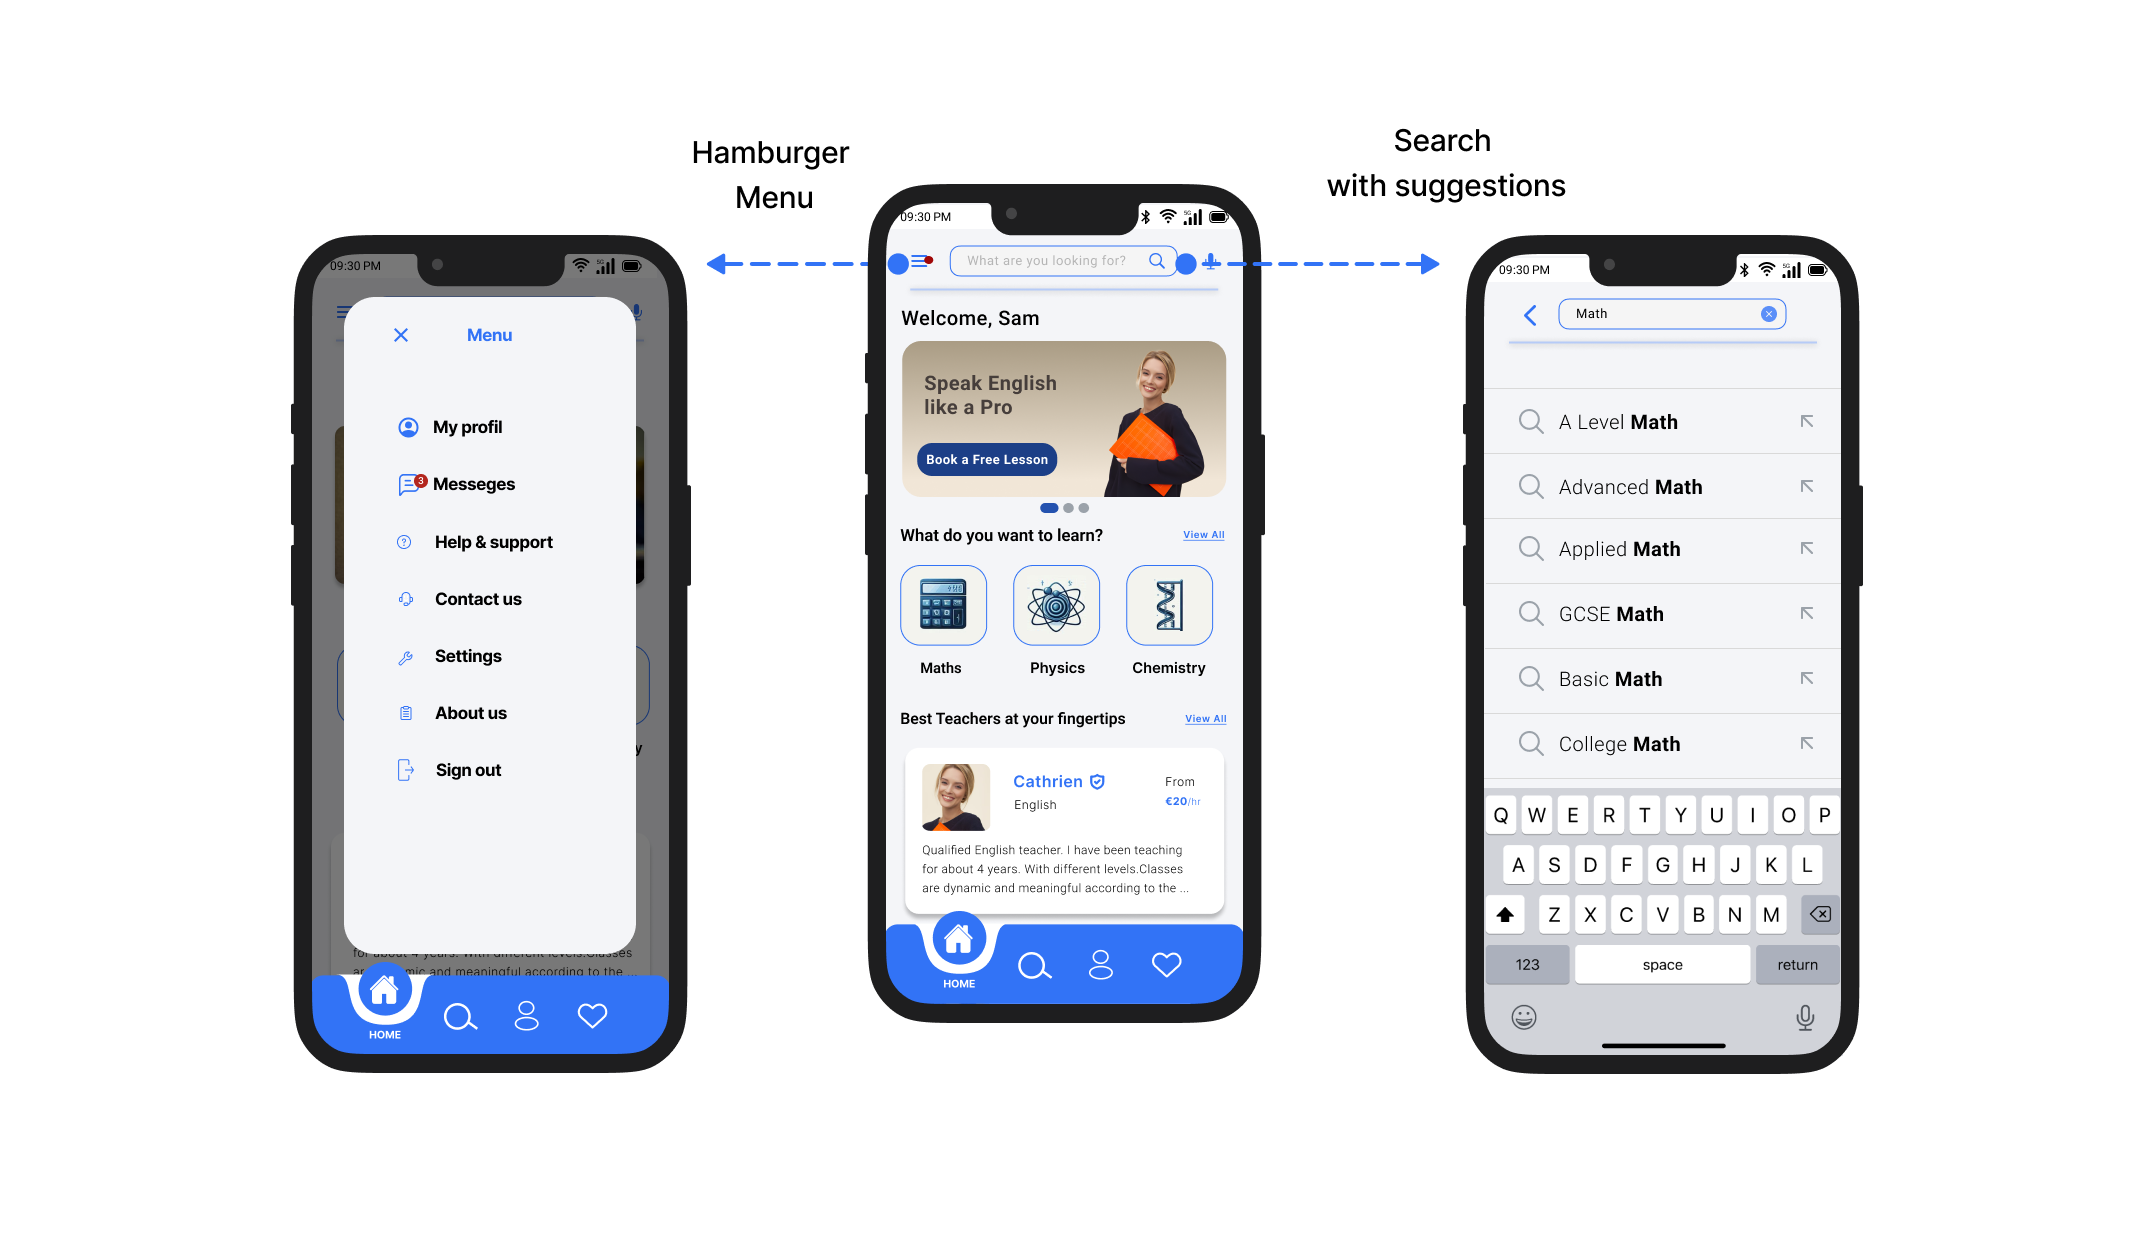 Hamburger
Menu
Search
with suggestions
09:30 PM
5G
Menu
My profil
3
Messeges
Help & support
Contact us
Settings
About us
Sign out
y
for about 4 years. With different levels.Classes
mic and meaningful according to the ...
HOME
09:30 PM
5G
What are you looking for?
Welcome, Sam
Speak English
like a Pro
Book a Free Lesson
What do you want to learn?
View All
Maths
Physics
Chemistry
Best Teachers at your fingertips
View All
Cathrien
From
English
€20/hr
Qualified English teacher. I have been teaching
for about 4 years. With different levels.Classes
are dynamic and meaningful according to the ...
HOME
09:30 PM
5G
Math
A Level Math
Advanced Math
Applied Math
GCSE Math
Basic Math
College Math
Q W E R T Y U I O P
A S D F G H J K L
Z X C V B N M
123
space
return